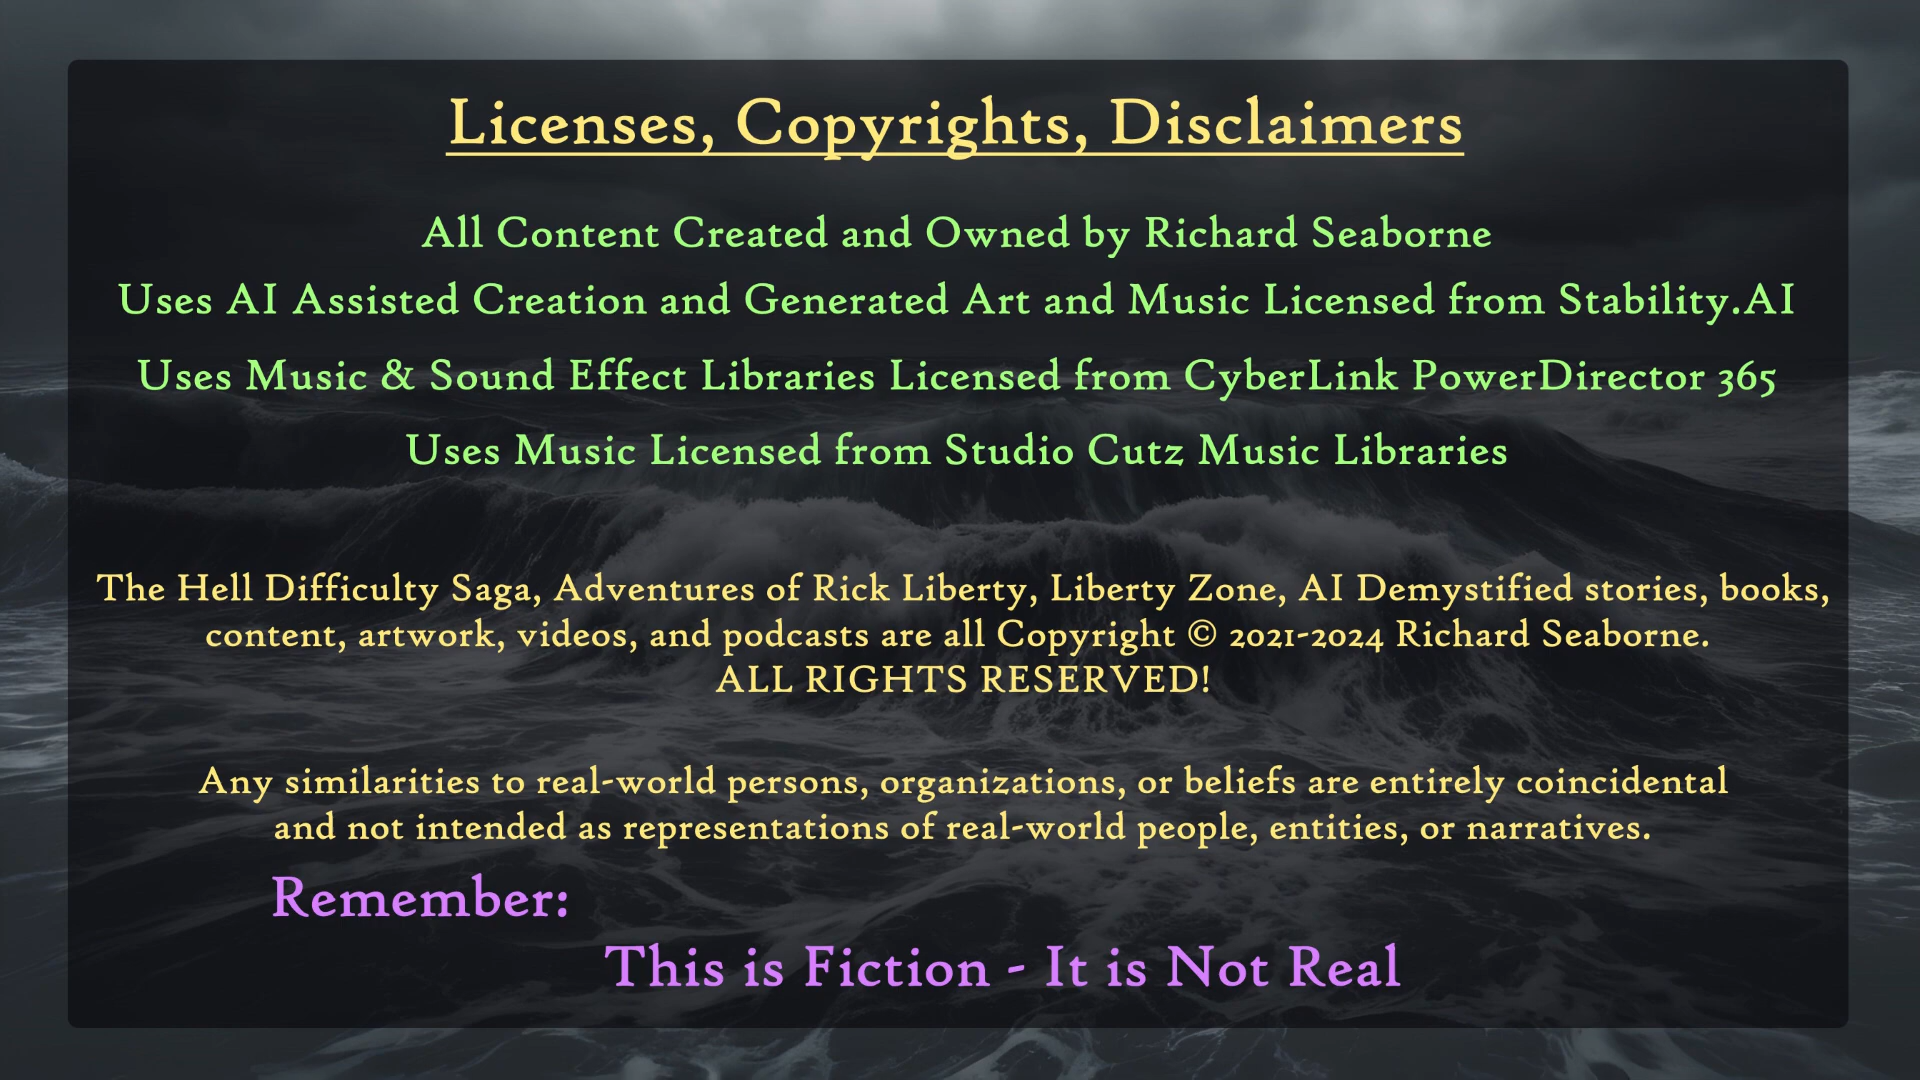 Licenses, Copyrights, Disclaimers
All Content Created and Owned by Richard Seaborne
Uses AI Assisted Creation and Generated Art and Music Licensed from Stability.AI
Uses Music & Sound Effect Libraries Licensed from CyberLink PowerDirector 365
Uses Music Licensed from Studio Cutz Music Libraries
The Hell Difficulty Saga, Adventures of Rick Liberty, Liberty Zone, AI Demystified stories, books,
content, artwork, videos, and podcasts are all Copyright © 2021-2024 Richard Seaborne.
ALL RIGHTS RESERVED!
Any similarities to real-world persons, organizations, or beliefs are entirely coincidental
and not intended as representations of real-world people, entities, or narratives.
Remember:
This is Fiction - It is Not Real